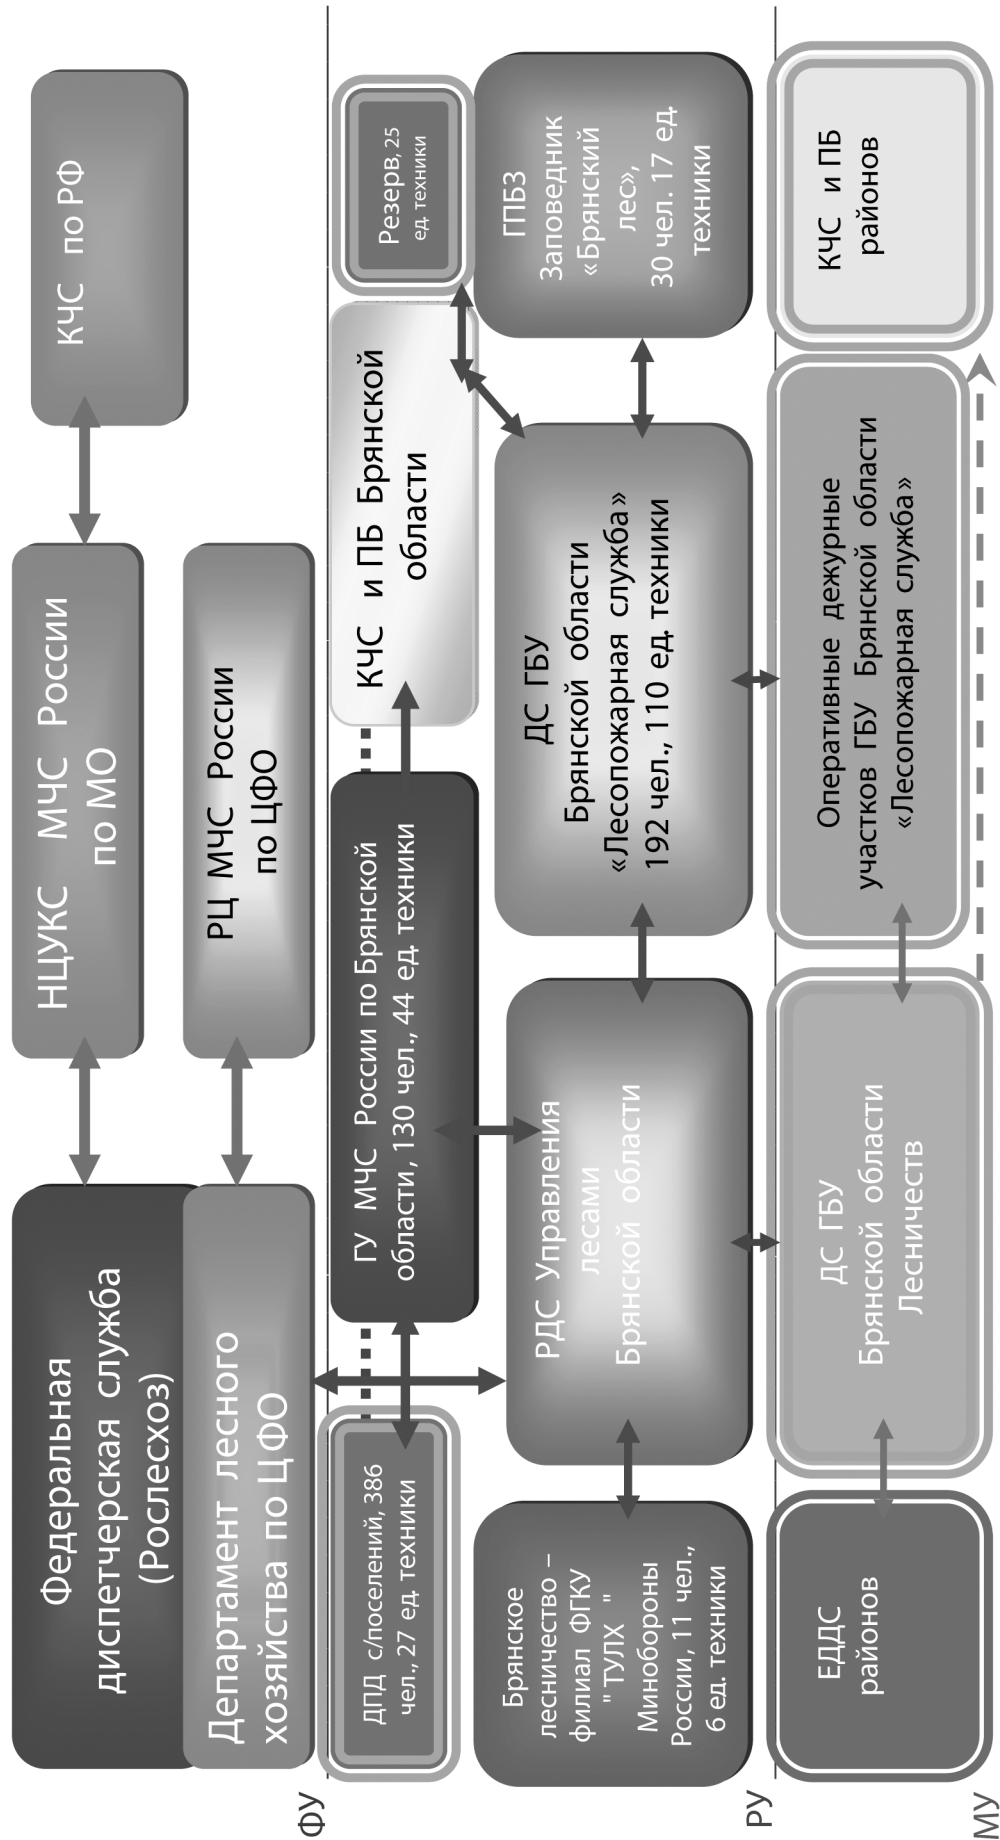 Федеральная
диспетчерская служба
(Рослесхоз)
НЦУКС МЧС России
по МО
КЧС по РФ
Департамент лесного
хозяйства по ЦФО
РЦ МЧС России
по ЦФО
ФУ
ДПД с/поселений, 386
чел., 27 ед. техники
ГУ МЧС России по Брянской
области, 130 чел., 44 ед. техники
КЧС и ПБ Брянской
области
Резерв, 25
ед. техники
Брянское
лесничество –
филиал ФГКУ
" ТУЛХ "
Минобороны
России, 11 чел.,
6 ед. техники
РДС Управления
лесами
Брянской области
ДС ГБУ
Брянской области
«Лесопожарная служба»
192 чел., 110 ед. техники
ГПБЗ
Заповедник
«Брянский
лес»,
30 чел. 17 ед.
техники
РУ
ЕДДС
районов
ДС ГБУ
Брянской области
Лесничеств
Оперативные дежурные
участков ГБУ Брянской области
«Лесопожарная служба»
КЧС и ПБ
районов
МУ